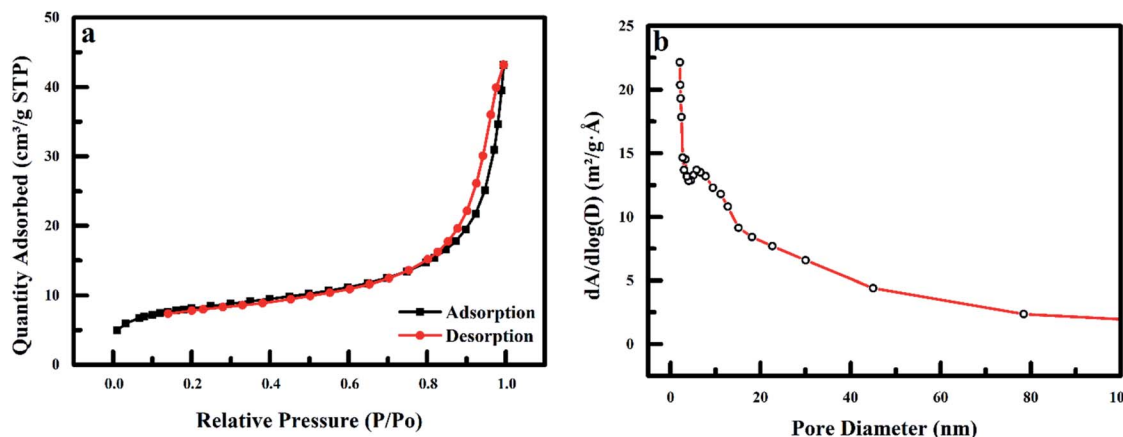 a
50
40
30
20
10
0
Quantity Adsorbed (cm³/g STP)
Adsorption
Desorption
0.0 0.2 0.4 0.6 0.8 1.0
Relative Pressure (P/Po)
b
25
20
15
10
5
0
dA/dlog(D) (m²/g·Å)
0 20 40 60 80 100
Pore Diameter (nm)